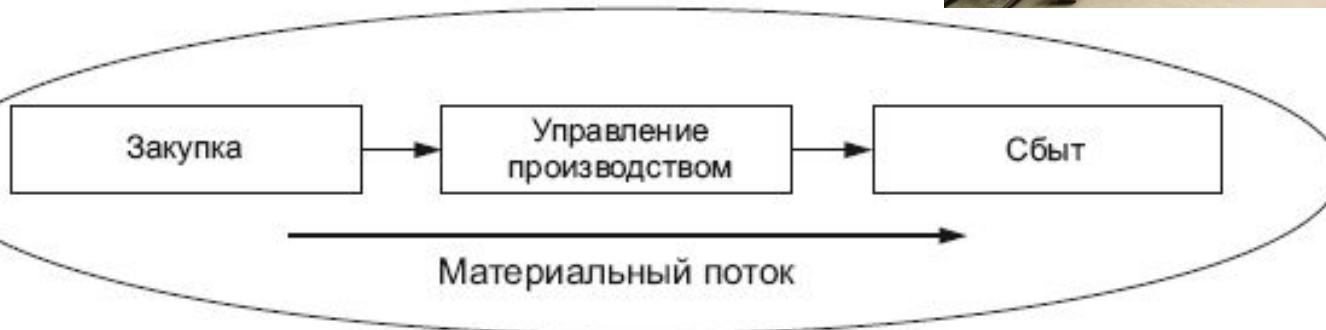 Закупка
Управление
производством
Сбыт
Материальный поток